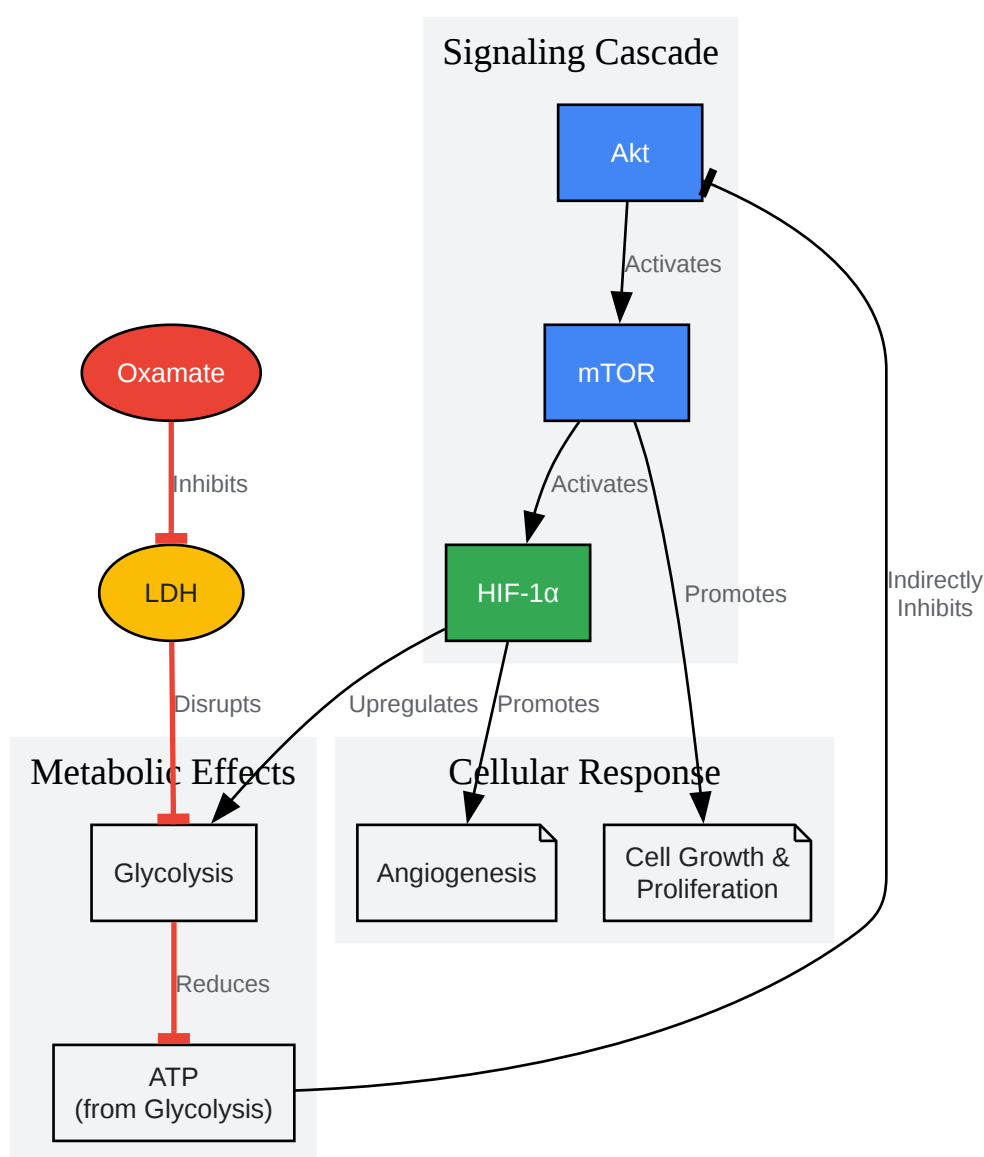 Signaling Cascade
Akt
Activates
Oxamate
mTOR
Inhibits
Activates
LDH
HIF-1α
Promotes
Indirectly
Inhibits
Disrupts
Upregulates
Promotes
Metabolic Effects
Cellular Response
Glycolysis
Angiogenesis
Cell Growth &
Proliferation
Reduces
ATP
(from Glycolysis)